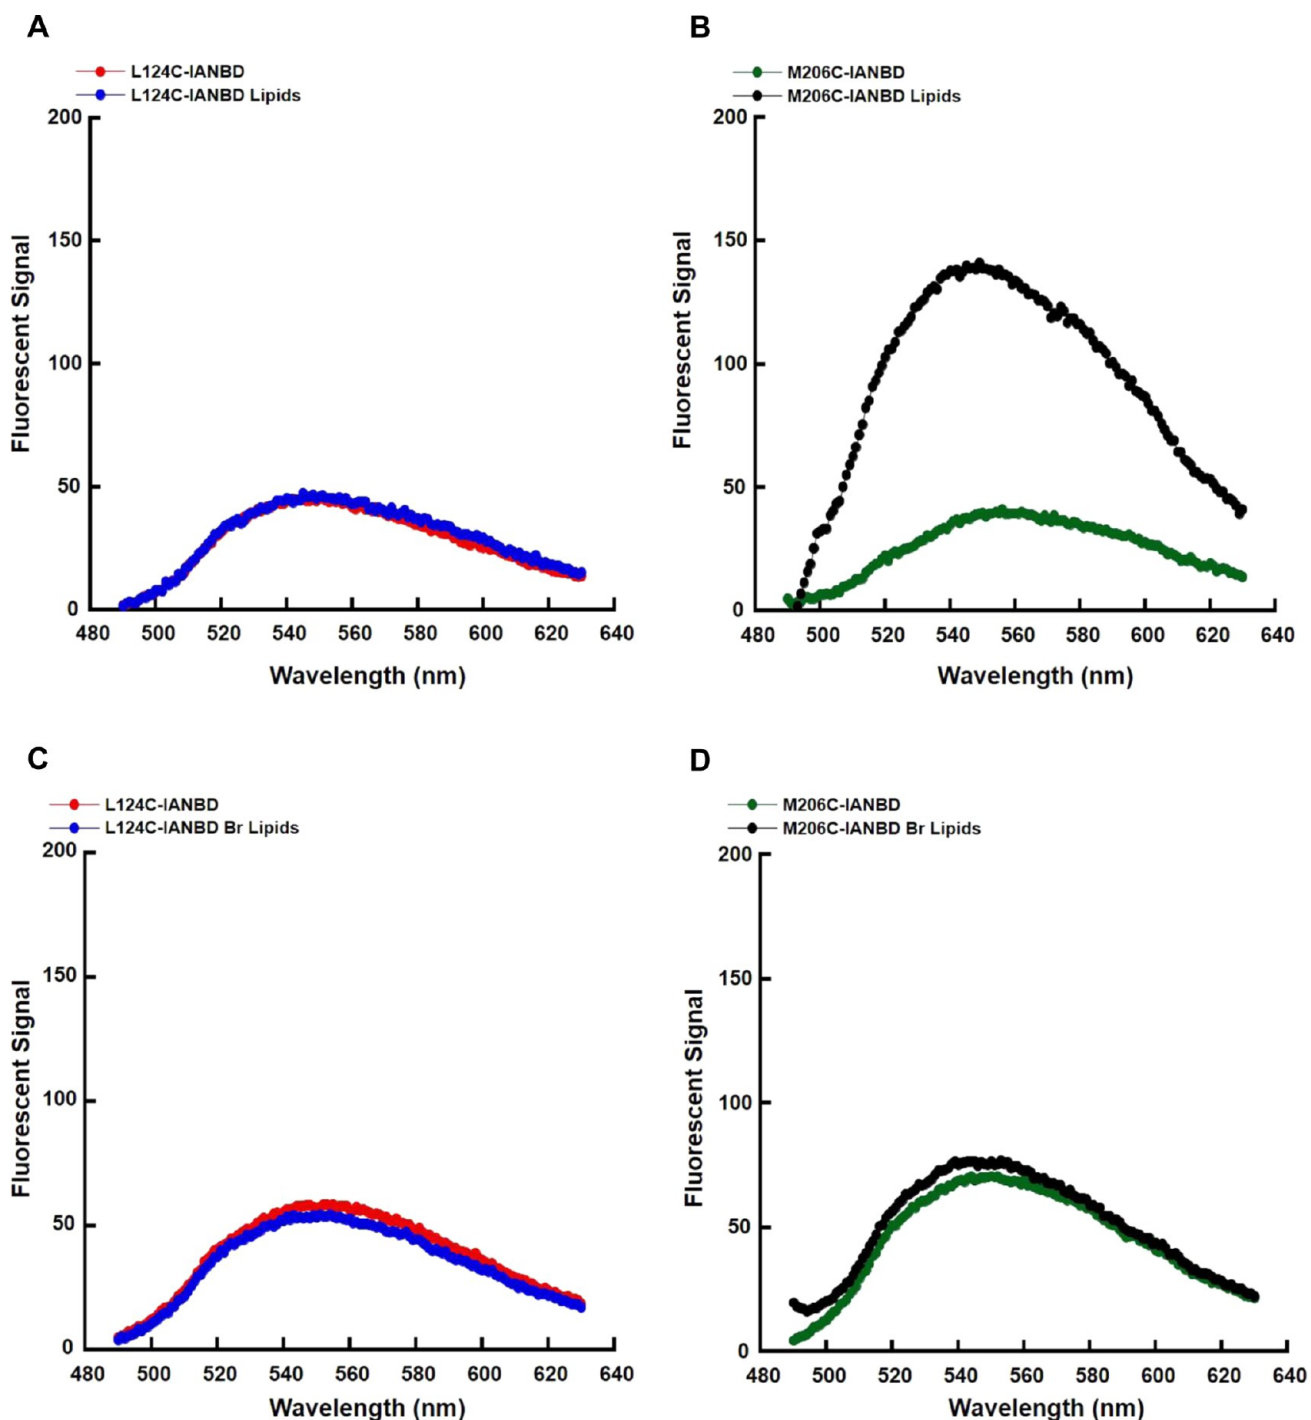 A
L124C-IANBD
L124C-IANBD Lipids
200
150
100
50
0
480 500 520 540 560 580 600 620 640
Wavelength (nm)
Fluorescent Signal
B
M206C-IANBD
M206C-IANBD Lipids
200
150
100
50
0
480 500 520 540 560 580 600 620 640
Wavelength (nm)
Fluorescent Signal
C
L124C-IANBD
L124C-IANBD Br Lipids
200
150
100
50
0
480 500 520 540 560 580 600 620 640
Wavelength (nm)
Fluorescent Signal
D
M206C-IANBD
M206C-IANBD Br Lipids
200
150
100
50
0
480 500 520 540 560 580 600 620 640
Wavelength (nm)
Fluorescent Signal